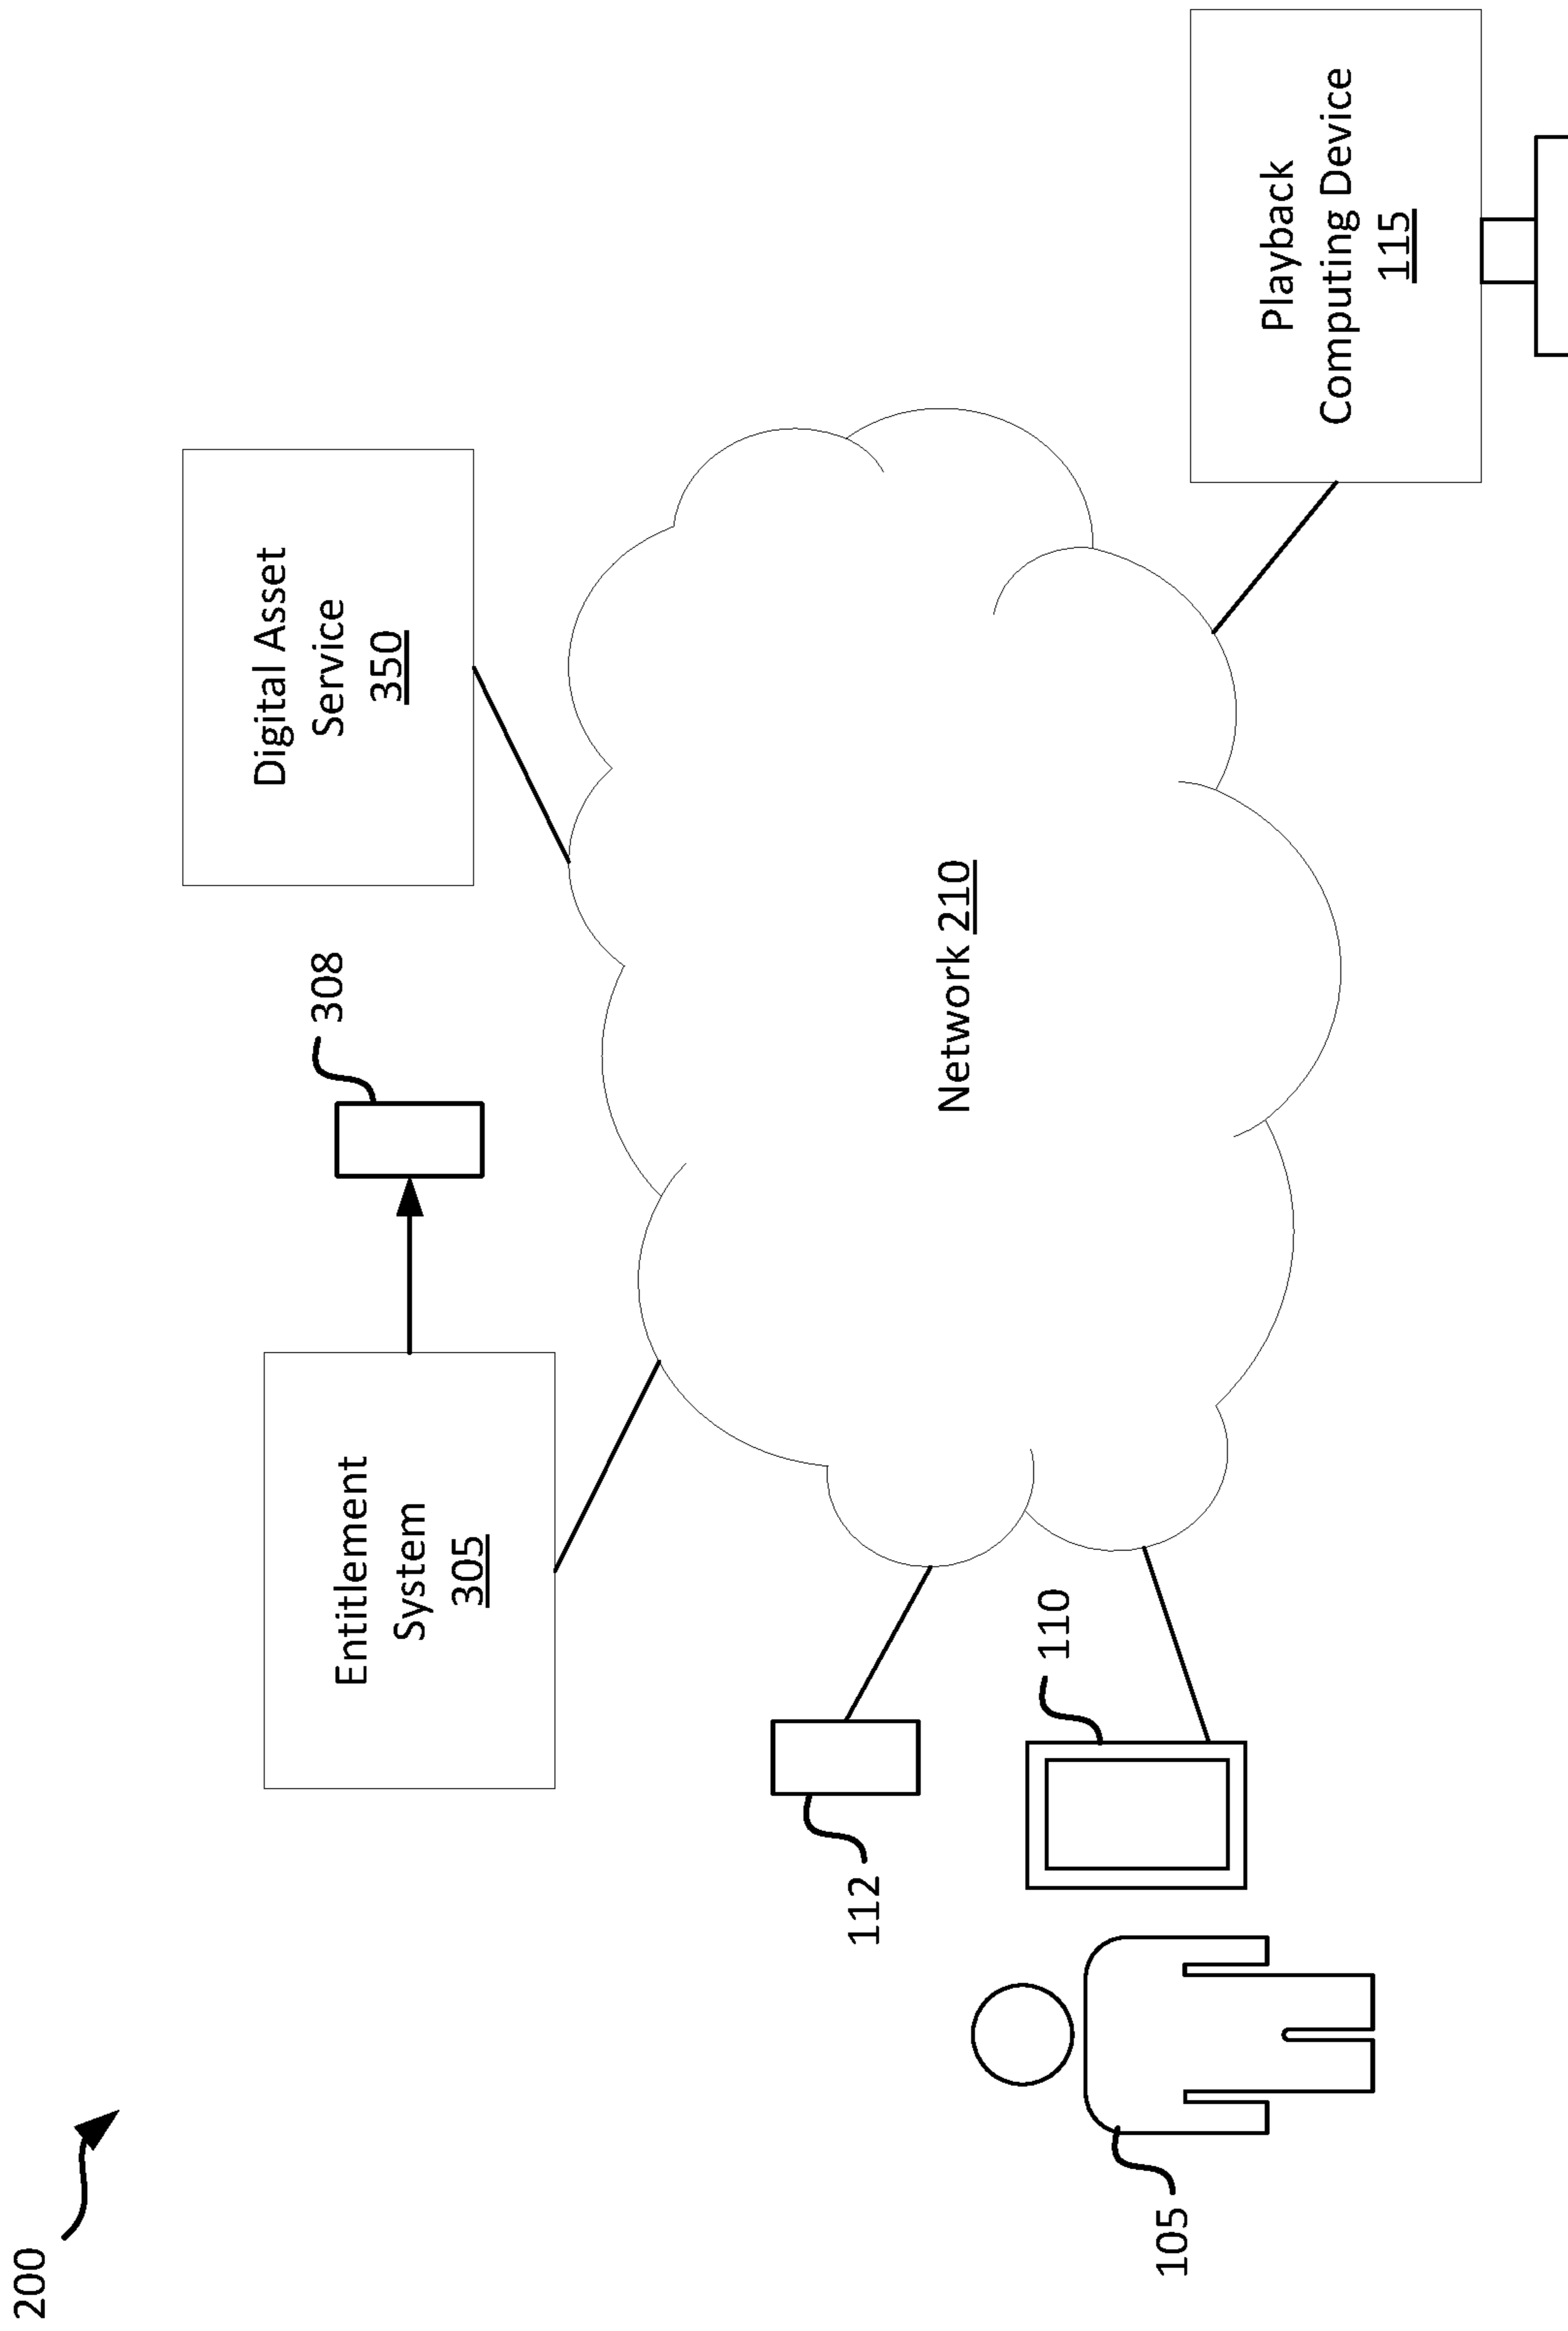 200
Entitlement
System
305
308
Digital Asset
Service
350
112
Network 210
110
105
Playback
Computing Device
115